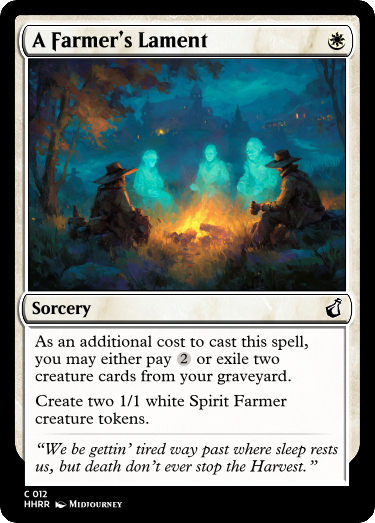 A Farmer's Lament
Sorcery
As an additional cost to cast this spell,
you may either pay 2 or exile two
creature cards from your graveyard.
Create two 1/1 white Spirit Farmer
creature tokens.
"We be gettin' tired way past where sleep rests
us, but death don't ever stop the Harvest."
C 012
HHRR Midjourney